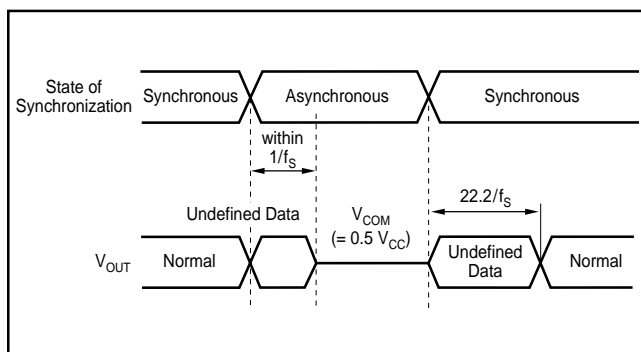 State of
Synchronization
Synchronous
Asynchronous
Synchronous
within
1/fS
22.2/fS
Undefined Data
VCOM
(= 0.5 VCC)
VOUT
Normal
Undefined
Data
Normal